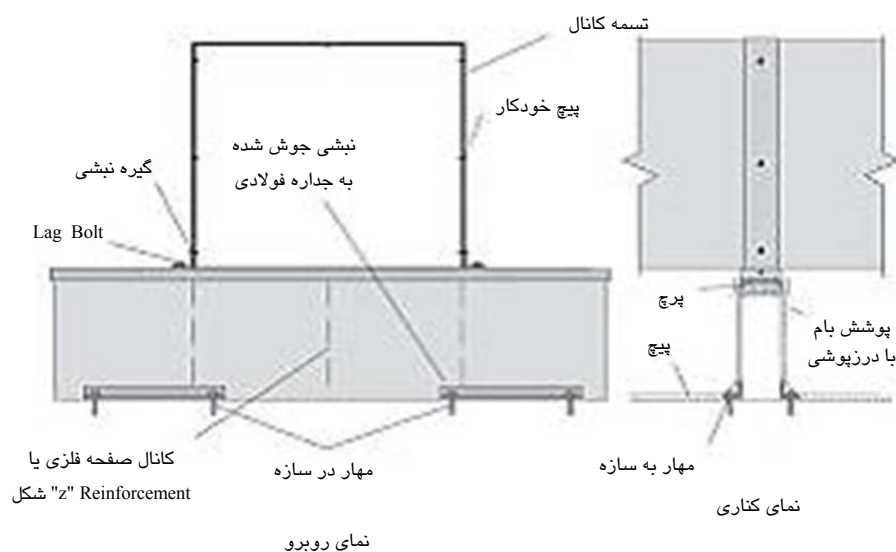 تسمه کانال
پیچ خودکار
نبشی جوش شده
به جداره فولادی
گیره نبشی
Lag Bolt
پرچ
پوشش بام
با درزپوشی
پیچ
کانال صفحه فلزی یا
"z" Reinforcement شکل
مهار در سازه
مهار به سازه
نمای کناری
نمای روبرو